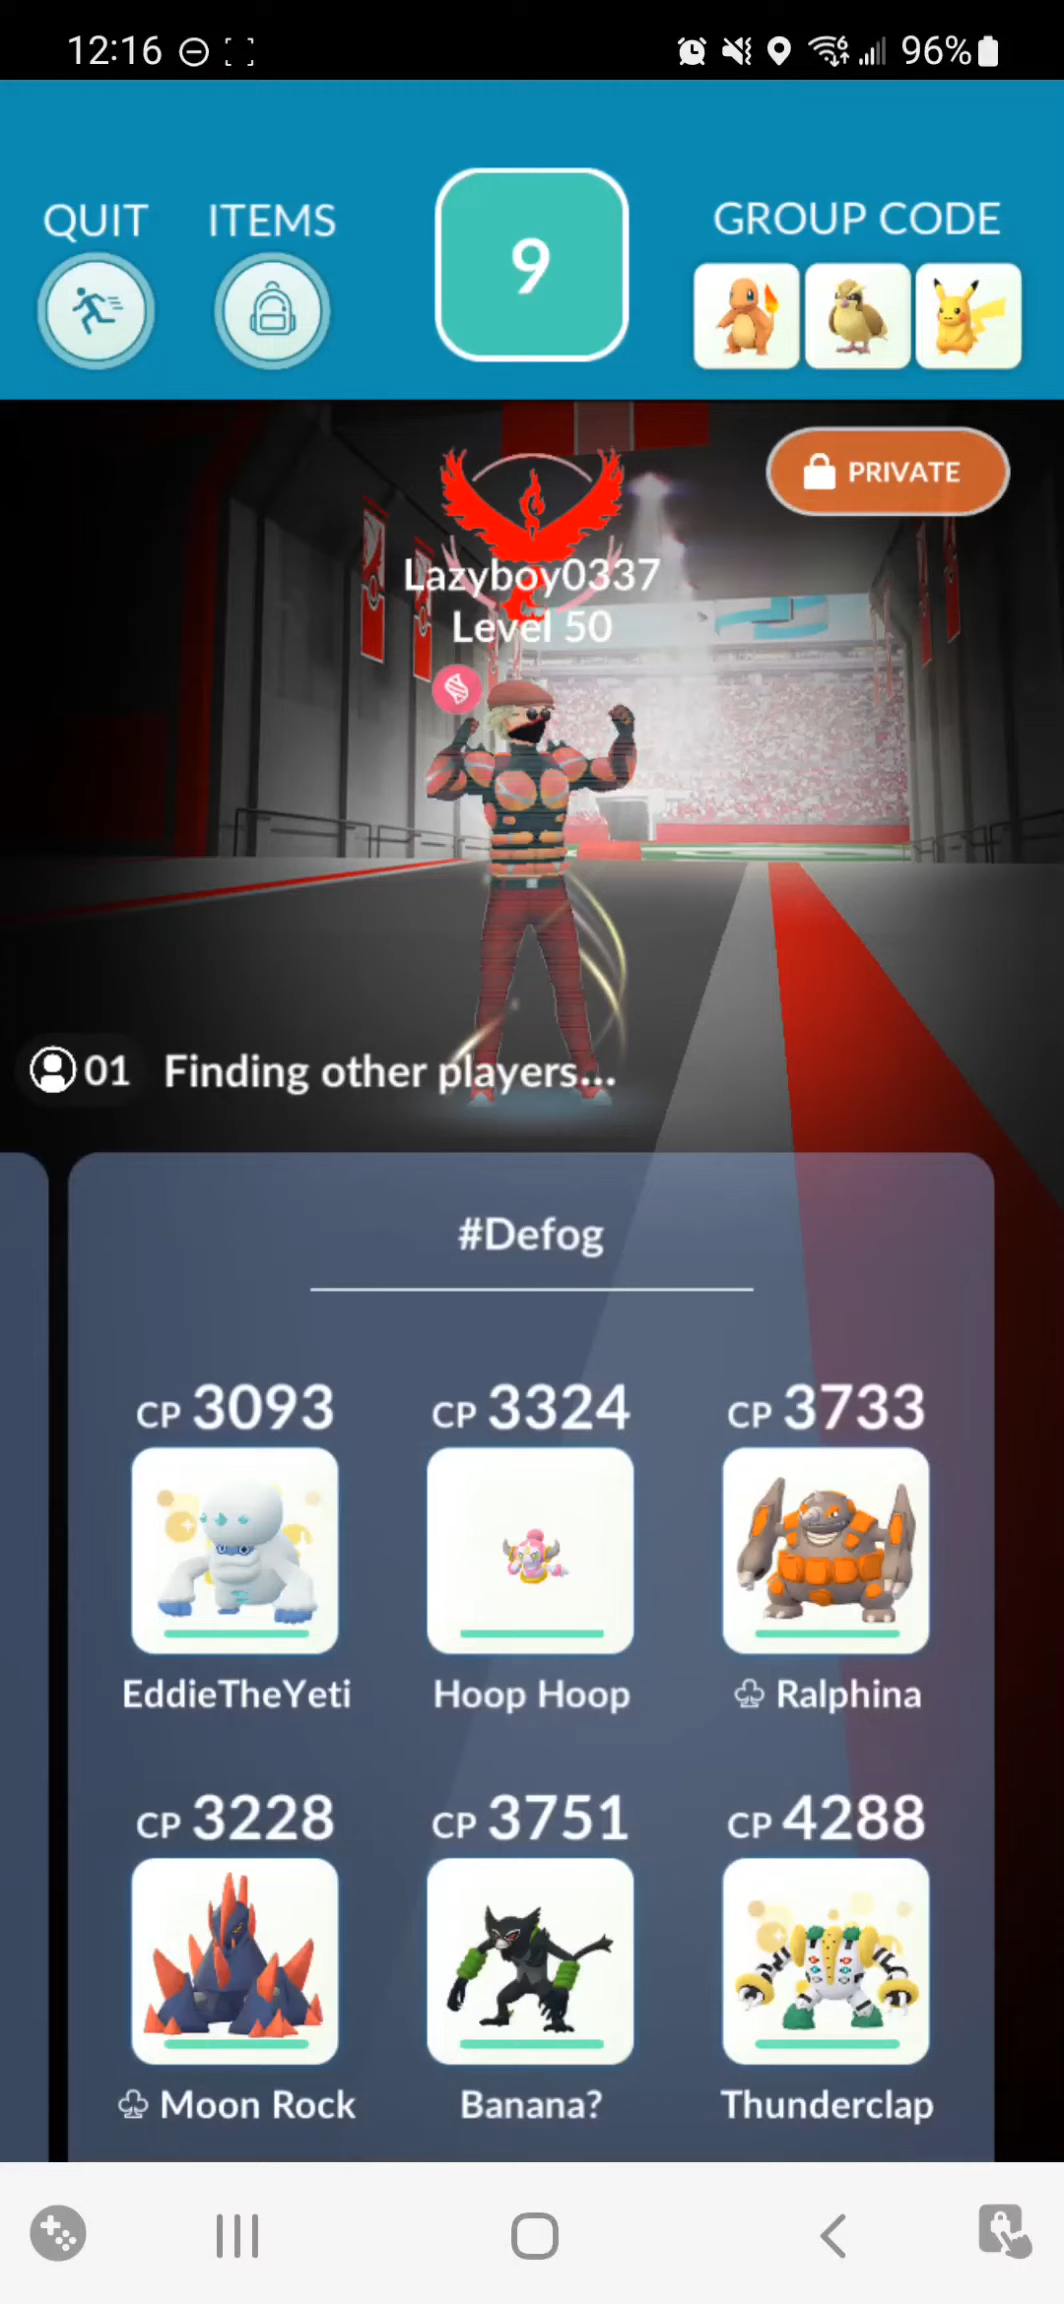 12:16 96%
QUIT ITEMS 9 GROUP CODE
PRIVATE
Lazyboy0337
Level 50
01 Finding other players...
#Defog
CP 3093 CP 3324 CP 3733
EddieTheYeti Hoop Hoop Ralphina
CP 3228 CP 3751 CP 4288
Moon Rock Banana? Thunderclap